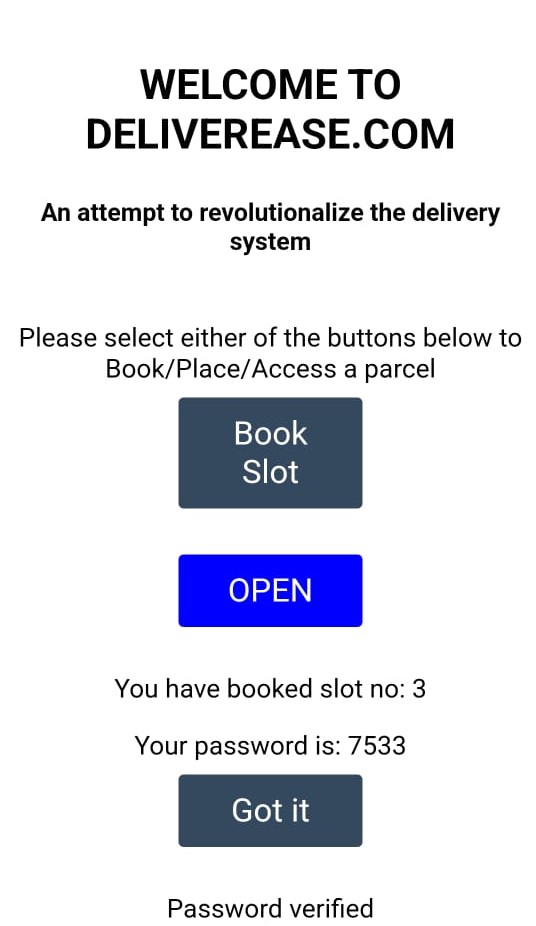 WELCOME TO
DELIVEREASE.COM
An attempt to revolutionalize the delivery
system
Please select either of the buttons below to
Book/Place/Access a parcel
Book
Slot
OPEN
You have booked slot no: 3
Your password is: 7533
Got it
Password verified